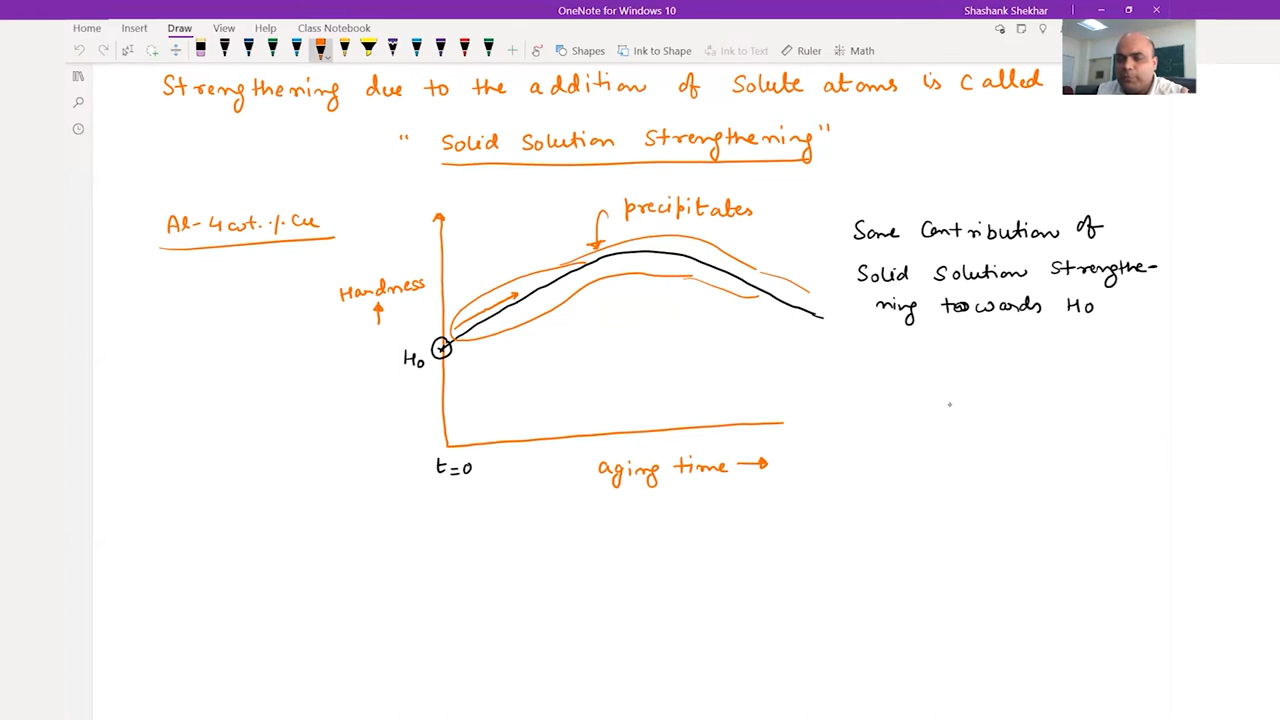 OneNote for Windows 10
Shashank Shekhar
Home Insert Draw View Help Class Notebook
Shapes Ink to Shape Ink to Text Ruler Math
Strengthening due to the addition of Solute atoms is called
" Solid Solution Strengthening"
Al-4wt.%Cu
precipitates
Hardness
H0
t=0
aging time
Some Contribution of
Solid Solution Strengthe-
ning towards H0